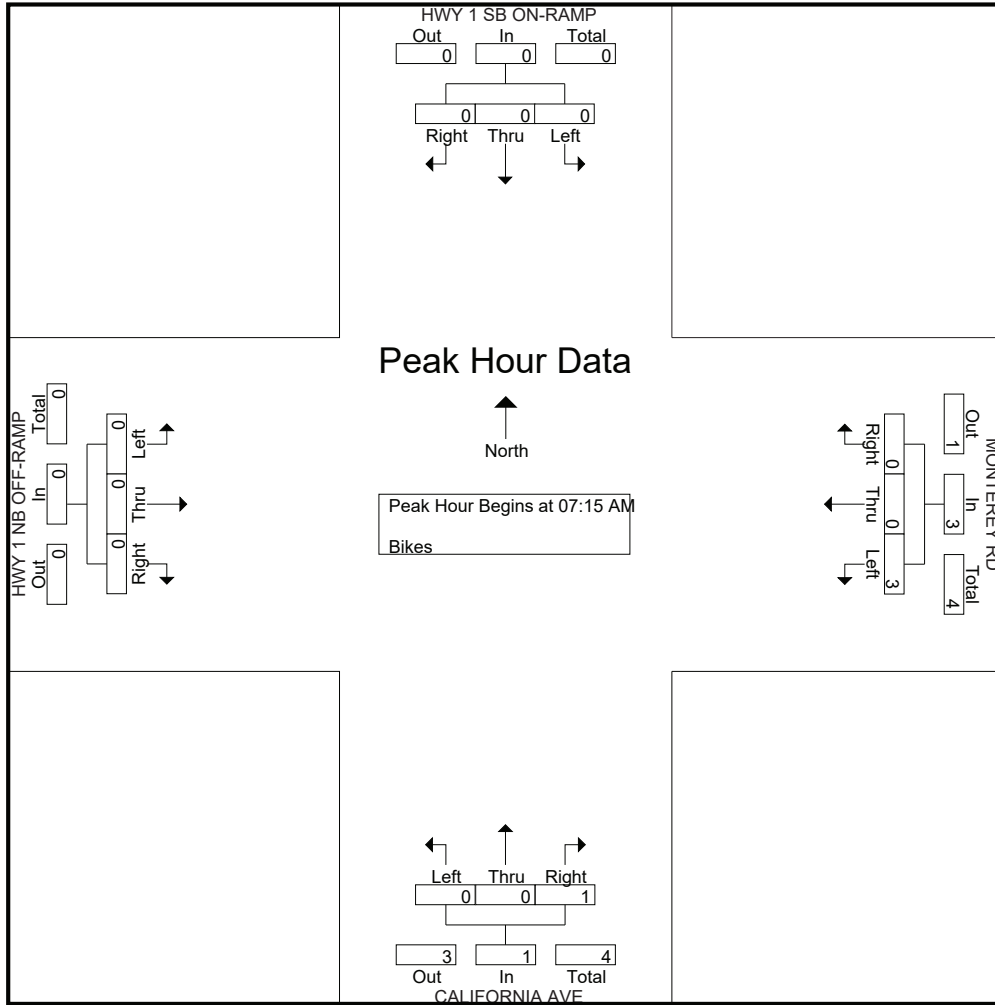 HWY 1 SB ON-RAMP
Out In Total
0 0 0
0 0 0
Right Thru Left
Peak Hour Data
North
Peak Hour Begins at 07:15 AM
Bikes
HWY 1 NB OFF-RAMP
Out In Total
0 0 0
Right Thru Left
0 0 0
MONTEREY RD
Out In Total
1 3 4
Right Thru Left
0 0 3
Left Thru Right
0 0 1
3 1 4
Out In Total
CALIFORNIA AVE